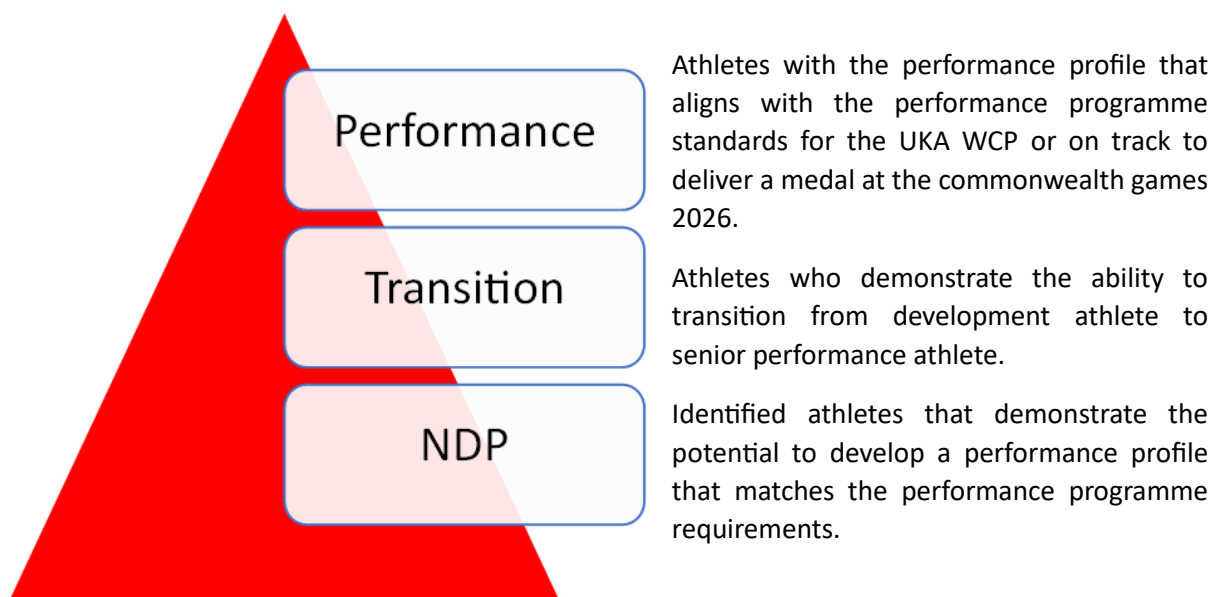 Performance
Athletes with the performance profile that
aligns with the performance programme
standards for the UKA WCP or on track to
deliver a medal at the commonwealth games
2026.
Transition
Athletes who demonstrate the ability to
transition from development athlete to
senior performance athlete.
NDP
Identified athletes that demonstrate the
potential to develop a performance profile
that matches the performance programme
requirements.